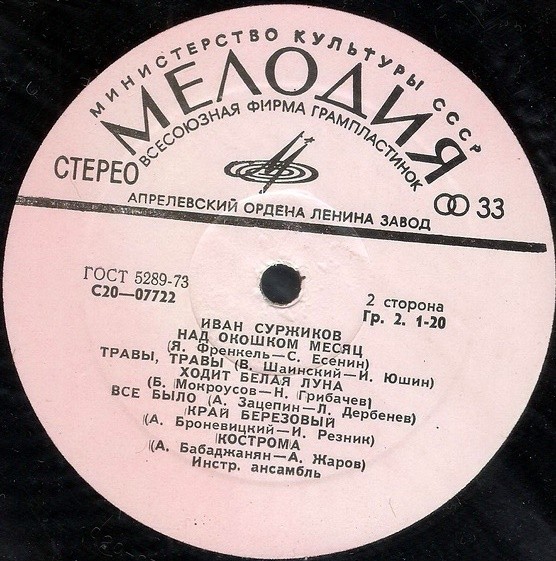 МИНИСТЕРСТВО КУЛЬТУРЫ СССР
МЕЛОДИЯ
ВСЕСОЮЗНАЯ ФИРМА ГРАМПЛАСТИНОК
СТЕРЕО
33
АПРЕЛЕВСКИЙ ОРДЕНА ЛЕНИНА ЗАВОД
ГОСТ 5289-73
С20—07722
2 сторона
Гр. 2. 1-20
ИВАН СУРЖИКОВ
НАД ОКОШКОМ МЕСЯЦ
(Я. Френкель—С. Есенин)
ТРАВЫ, ТРАВЫ (В. Шаинский—И. Юшин)
ХОДИТ БЕЛАЯ ЛУНА
(Б. Мокроусов—Н. Грибачев)
ВСЕ БЫЛО (А. Зацепин—Л. Дербенев)
КРАЙ БЕРЕЗОВЫЙ
(А. Броневицкий—И. Резник)
КОСТРОМА
(А. Бабаджанян—А. Жаров)
Инстр. ансамбль